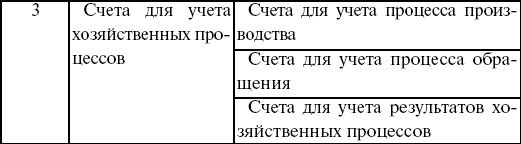 3
Счета для учета
хозяйственных про-
цессов
Счета для учета процесса произ-
водства
Счета для учета процесса обра-
щения
Счета для учета результатов хо-
зяйственных процессов